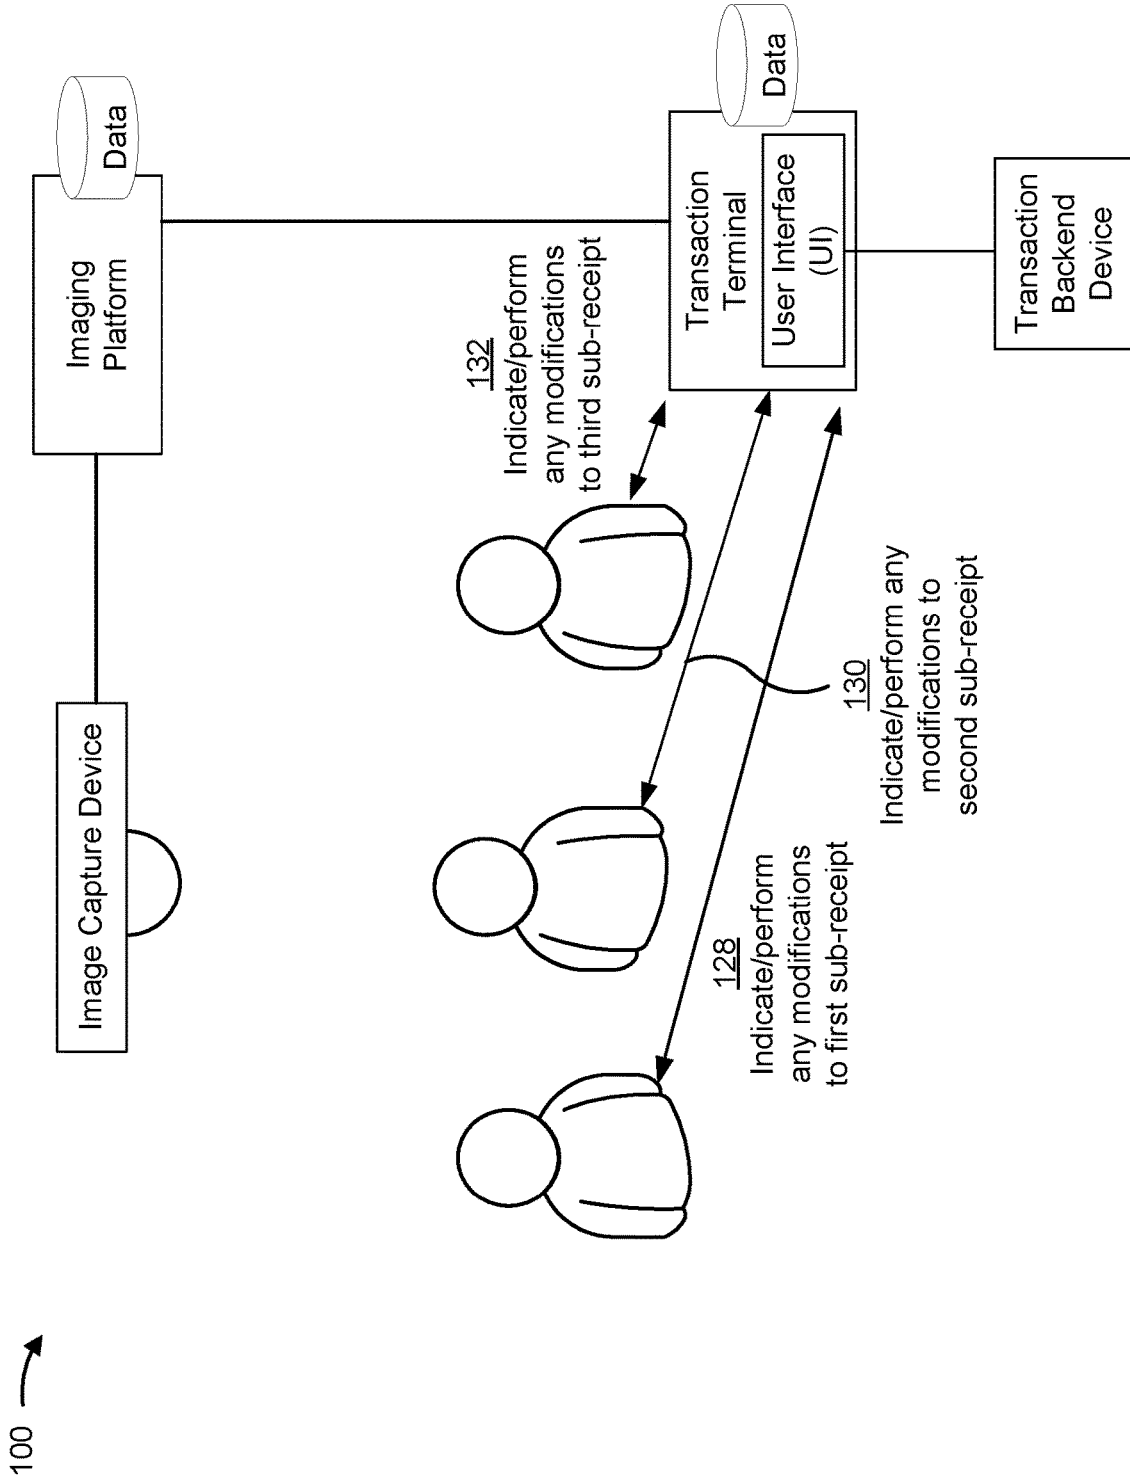 100
Image Capture Device
Imaging
Platform
Data
132
Indicate/perform
any modifications
to third sub-receipt
128
Indicate/perform
any modifications
to first sub-receipt
130
Indicate/perform any
modifications to
second sub-receipt
Transaction
Terminal
User Interface
(UI)
Data
Transaction
Backend
Device